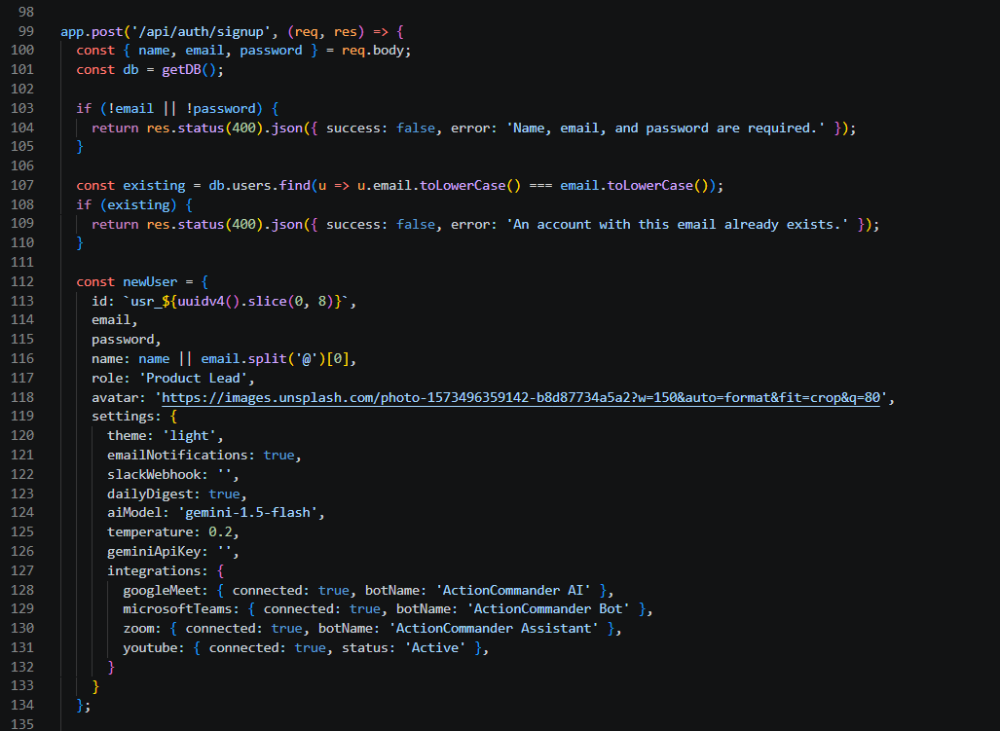 98
99 app.post('/api/auth/signup', (req, res) => {
100 const { name, email, password } = req.body;
101 const db = getDB();
102
103 if (!email || !password) {
104 return res.status(400).json({ success: false, error: 'Name, email, and password are required.' });
105 }
106
107 const existing = db.users.find(u => u.email.toLowerCase() === email.toLowerCase());
108 if (existing) {
109 return res.status(400).json({ success: false, error: 'An account with this email already exists.' });
110 }
111
112 const newUser = {
113 id: `usr_${uuidv4().slice(0, 8)}`,
114 email,
115 password,
116 name: name || email.split('@')[0],
117 role: 'Product Lead',
118 avatar: 'https://images.unsplash.com/photo-1573496359142-b8d87734a5a2?w=150&auto=format&fit=crop&q=80',
119 settings: {
120 theme: 'light',
121 emailNotifications: true,
122 slackWebhook: '',
123 dailyDigest: true,
124 aiModel: 'gemini-1.5-flash',
125 temperature: 0.2,
126 geminiApiKey: '',
127 integrations: {
128 googleMeet: { connected: true, botName: 'ActionCommander AI' },
129 microsoftTeams: { connected: true, botName: 'ActionCommander Bot' },
130 zoom: { connected: true, botName: 'ActionCommander Assistant' },
131 youtube: { connected: true, status: 'Active' },
132 }
133 }
134 };
135